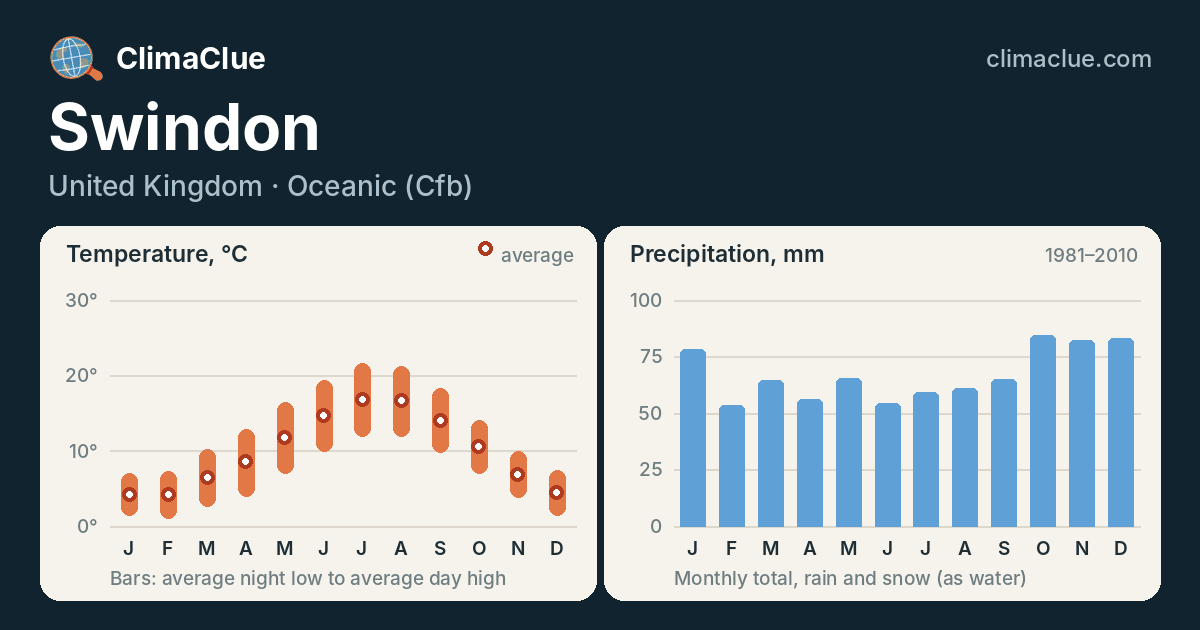 ClimaClue
climaclue.com
Swindon
United Kingdom · Oceanic (Cfb)
Temperature, °C
average
30°
20°
10°
0°
J F M A M J J A S O N D
Bars: average night low to average day high
Precipitation, mm
1981–2010
100
75
50
25
0
J F M A M J J A S O N D
Monthly total, rain and snow (as water)